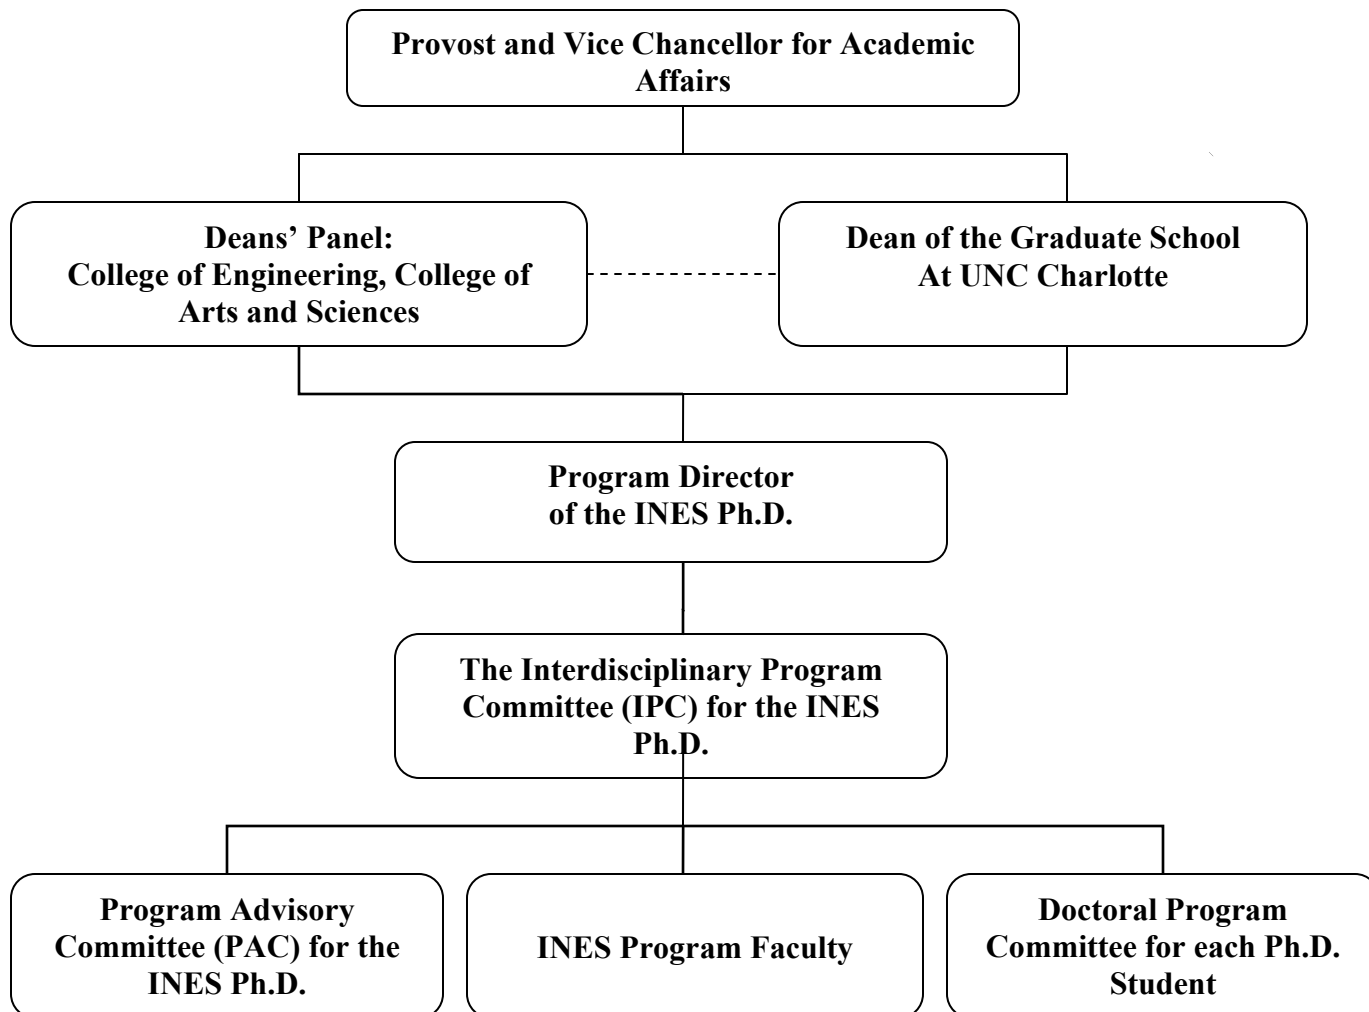 Provost and Vice Chancellor for Academic
Affairs
Deans’ Panel:
College of Engineering, College of
Arts and Sciences
Dean of the Graduate School
At UNC Charlotte
Program Director
of the INES Ph.D.
The Interdisciplinary Program
Committee (IPC) for the INES
Ph.D.
Program Advisory
Committee (PAC) for the
INES Ph.D.
INES Program Faculty
Doctoral Program
Committee for each Ph.D.
Student